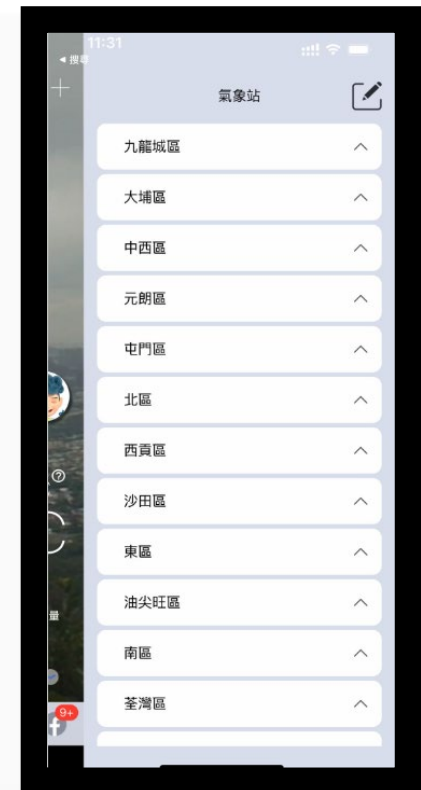 11:31
◀ 搜尋
氣象站
九龍城區
大埔區
中西區
元朗區
屯門區
北區
西貢區
沙田區
東區
油尖旺區
量
南區
荃灣區
9+